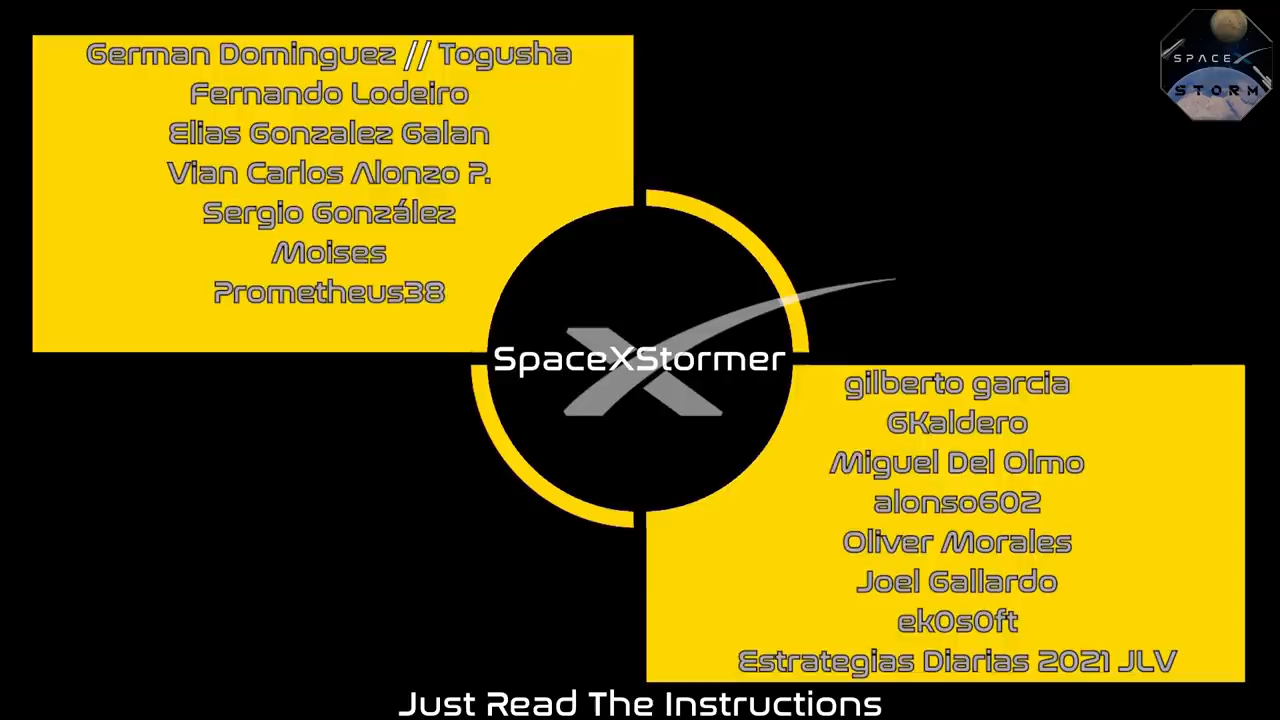 German Dominguez // Togusha
Fernando Lodeiro
Elias Gonzalez Galan
Vian Carlos Alonzo P.
Sergio González
Moises
Prometheus38
SPACEX
STORM
SpaceXStormer
gilberto garcia
GKaldero
Miguel Del Olmo
alonso602
Oliver Morales
Joel Gallardo
ek0s0ft
Estrategias Diarias 2021 JLV
Just Read The Instructions